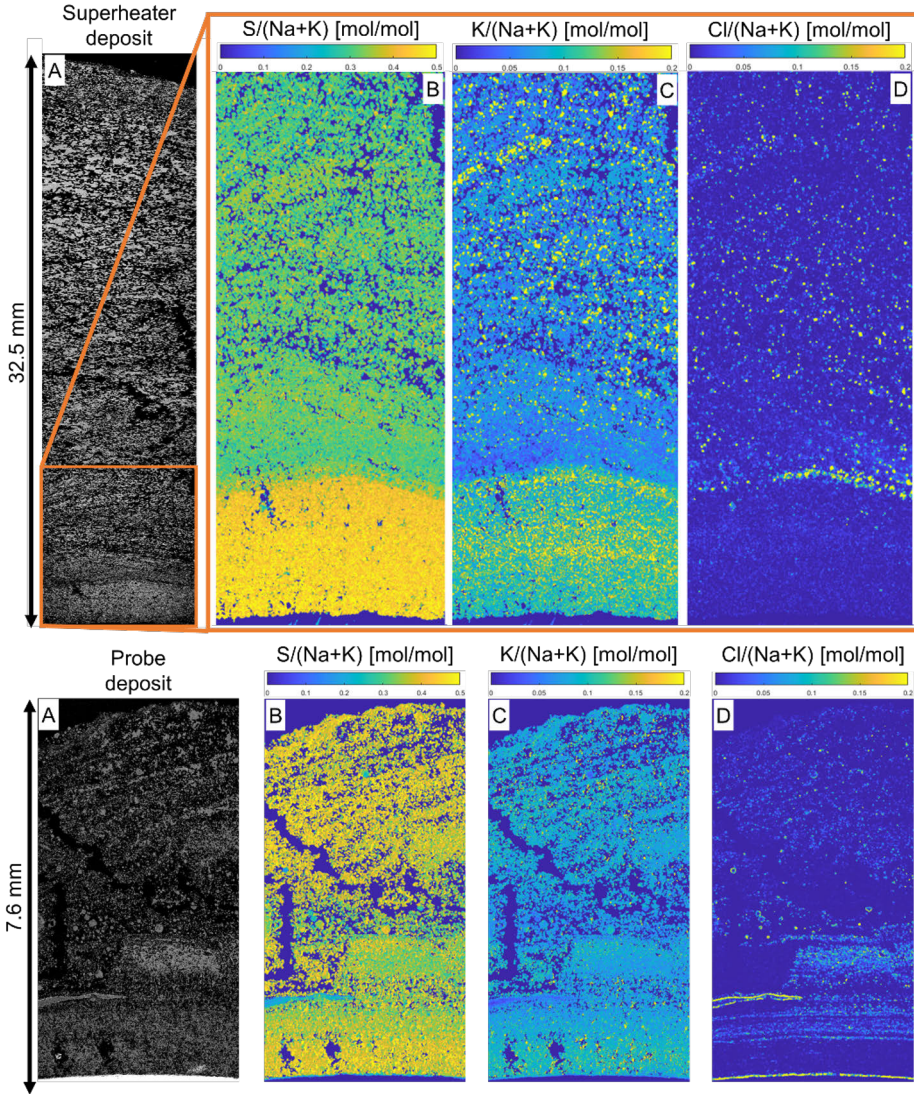 Superheater
deposit
S/(Na+K) [mol/mol]
K/(Na+K) [mol/mol]
Cl/(Na+K) [mol/mol]
0 0.1 0.2 0.3 0.4 0.5
0 0.05 0.1 0.15 0.2
0 0.05 0.1 0.15 0.2
A
B
C
D
32.5 mm
Probe
deposit
S/(Na+K) [mol/mol]
K/(Na+K) [mol/mol]
Cl/(Na+K) [mol/mol]
0 0.1 0.2 0.3 0.4 0.5
0 0.05 0.1 0.15 0.2
0 0.05 0.1 0.15 0.2
A
B
C
D
7.6 mm